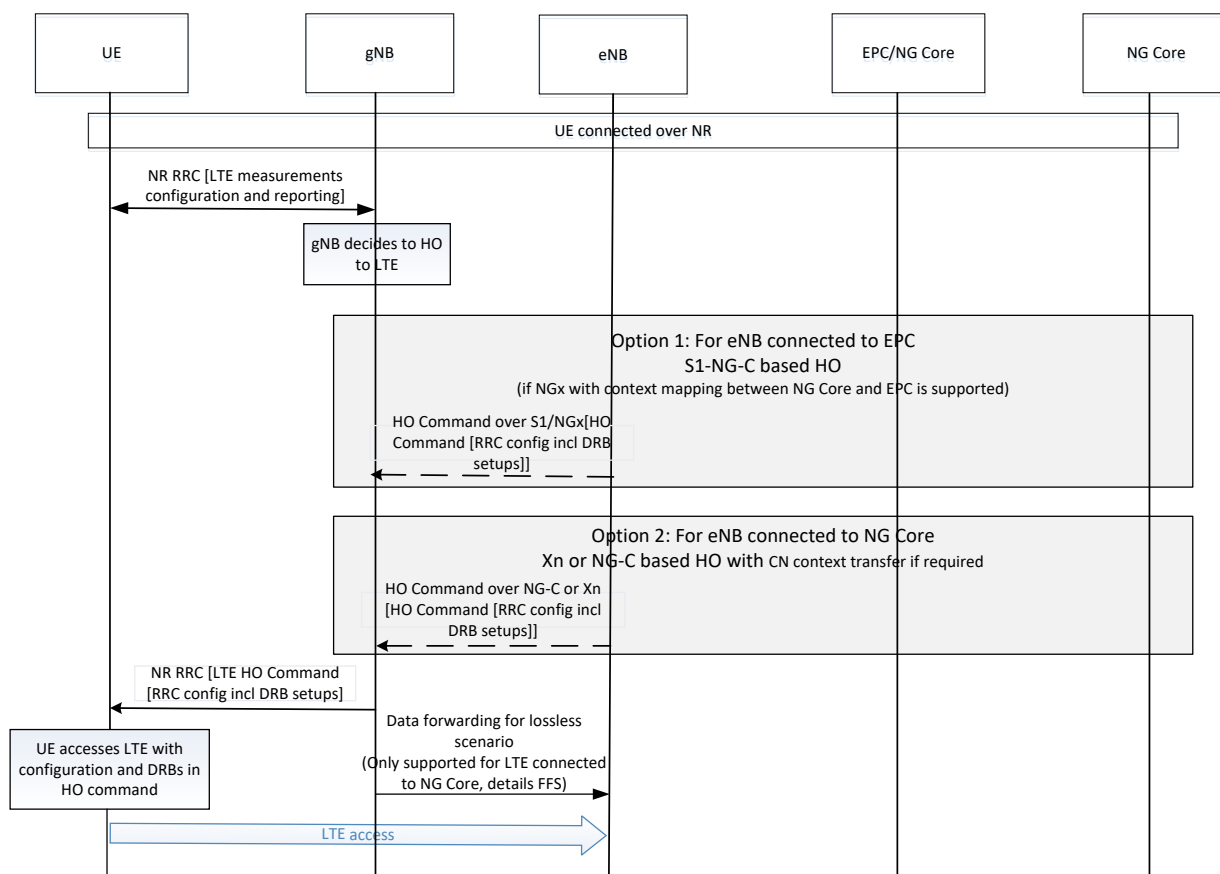 UE
gNB
eNB
EPC/NG Core
NG Core
UE connected over NR
NR RRC [LTE measurements
configuration and reporting]
gNB decides to HO
to LTE
Option 1: For eNB connected to EPC
S1-NG-C based HO
(if NGx with context mapping between NG Core and EPC is supported)
HO Command over S1/NGx[HO
Command [RRC config incl DRB
setups]]
Option 2: For eNB connected to NG Core
Xn or NG-C based HO with CN context transfer if required
HO Command over NG-C or Xn
[HO Command [RRC config incl
DRB setups]]
NR RRC [LTE HO Command
[RRC config incl DRB setups]
Data forwarding for lossless
scenario
(Only supported for LTE connected
to NG Core, details FFS)
UE accesses LTE with
configuration and DRBs in
HO command
LTE access